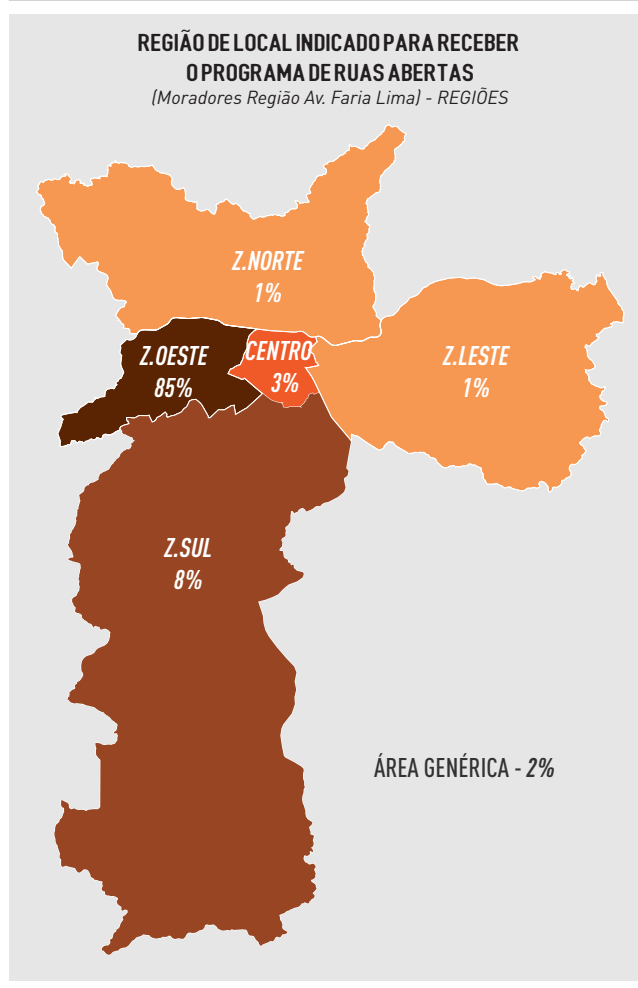 REGIÃO DE LOCAL INDICADO PARA RECEBER
O PROGRAMA DE RUAS ABERTAS
(Moradores Região Av. Faria Lima) - REGIÕES
Z.NORTE
1%
Z.OESTE
85%
CENTRO
3%
Z.LESTE
1%
Z.SUL
8%
ÁREA GENÉRICA - 2%